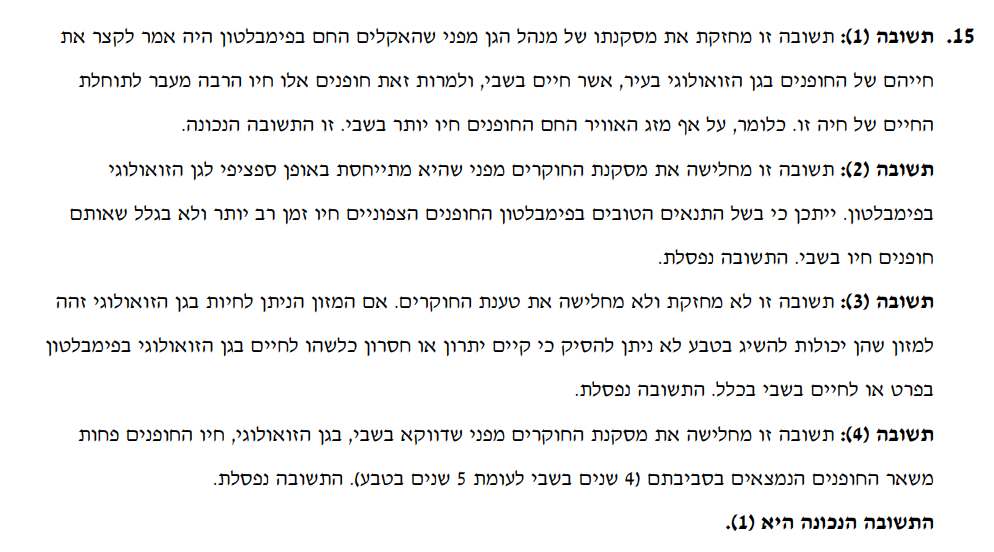 15. תשובה (1): תשובה זו מחזקת את מסקנתו של מנהל הגן מפני שהאקלים החם בפימבלטון היה אמר לקצר את
חייהם של החופנים בגן הזואולוגי בעיר, אשר חיים בשבי, ולמרות זאת חופנים אלו חיו הרבה מעבר לתוחלת
החיים של חיה זו. כלומר, על אף מזג האוויר החם החופנים חיו יותר בשבי. זו התשובה הנכונה.
תשובה (2): תשובה זו מחלישה את מסקנת החוקרים מפני שהיא מתייחסת באופן ספציפי לגן הזואולוגי
בפימבלטון. ייתכן כי בשל התנאים הטובים בפימבלטון החופנים הצפוניים חיו זמן רב יותר ולא בגלל שאותם
חופנים חיו בשבי. התשובה נפסלת.
תשובה (3): תשובה זו לא מחזקת ולא מחלישה את טענת החוקרים. אם המזון הניתן לחיות בגן הזואולוגי זהה
למזון שהן יכולות להשיג בטבע לא ניתן להסיק כי קיים יתרון או חסרון כלשהו לחיים בגן הזואולוגי בפימבלטון
בפרט או לחיים בשבי בכלל. התשובה נפסלת.
תשובה (4): תשובה זו מחלישה את מסקנת החוקרים מפני שדווקא בשבי, בגן הזואולוגי, חיו החופנים פחות
משאר החופנים הנמצאים בסביבתם (4 שנים בשבי לעומת 5 שנים בטבע). התשובה נפסלת.
התשובה הנכונה היא (1).